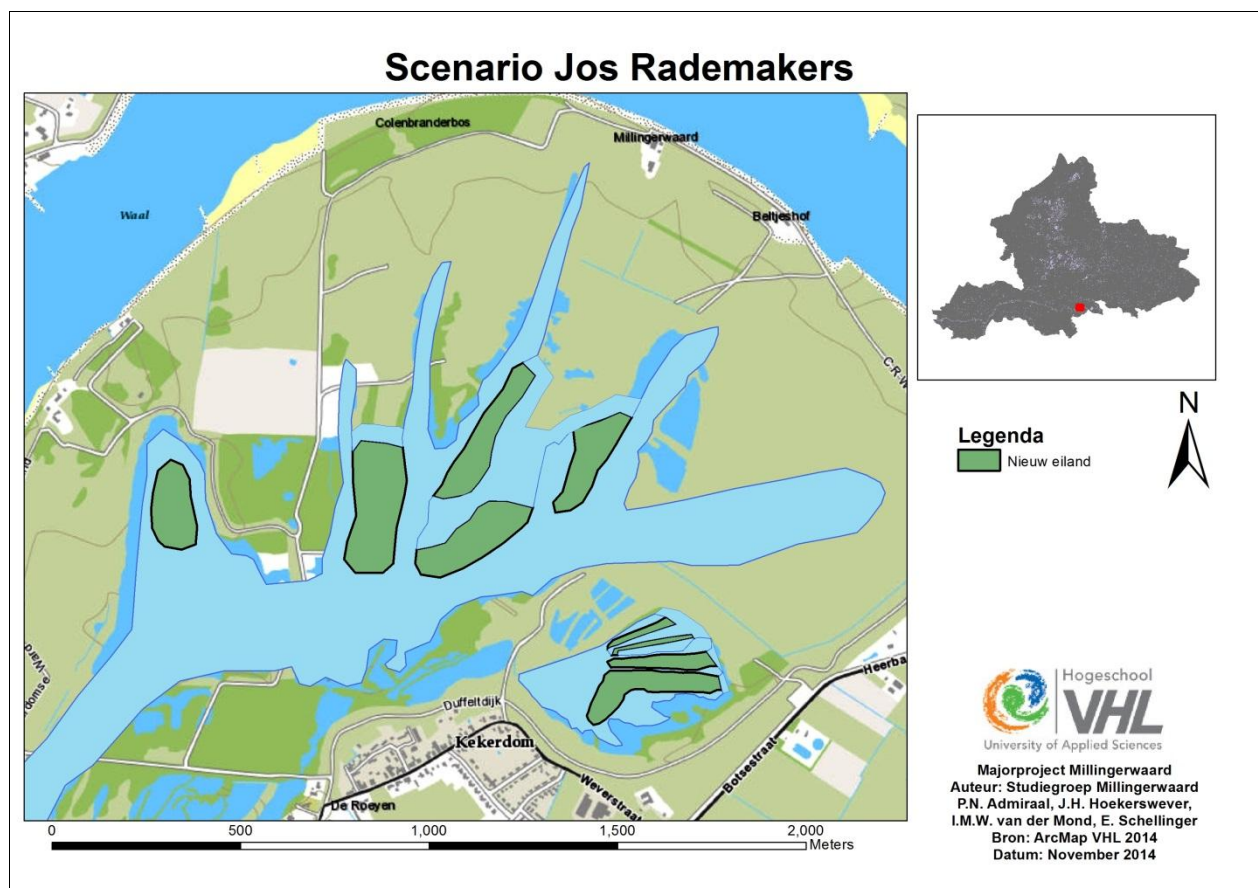 Scenario Jos Rademakers
Colenbranderbos
Millingerwaard
Waal
Beltjeshof
C-R-W
Duffeltdijk
Kekerdom
De Roeyen
Weverstraat
Botsestraat
Heerba
N
Legenda
Nieuw eiland
0 500 1,000 1,500 2,000
Meters
Hogeschool
VHL
University of Applied Sciences
Majorproject Millingerwaard
Auteur: Studiegroep Millingerwaard
P.N. Admiraal, J.H. Hoekerswever,
I.M.W. van der Mond, E. Schellinger
Bron: ArcMap VHL 2014
Datum: November 2014